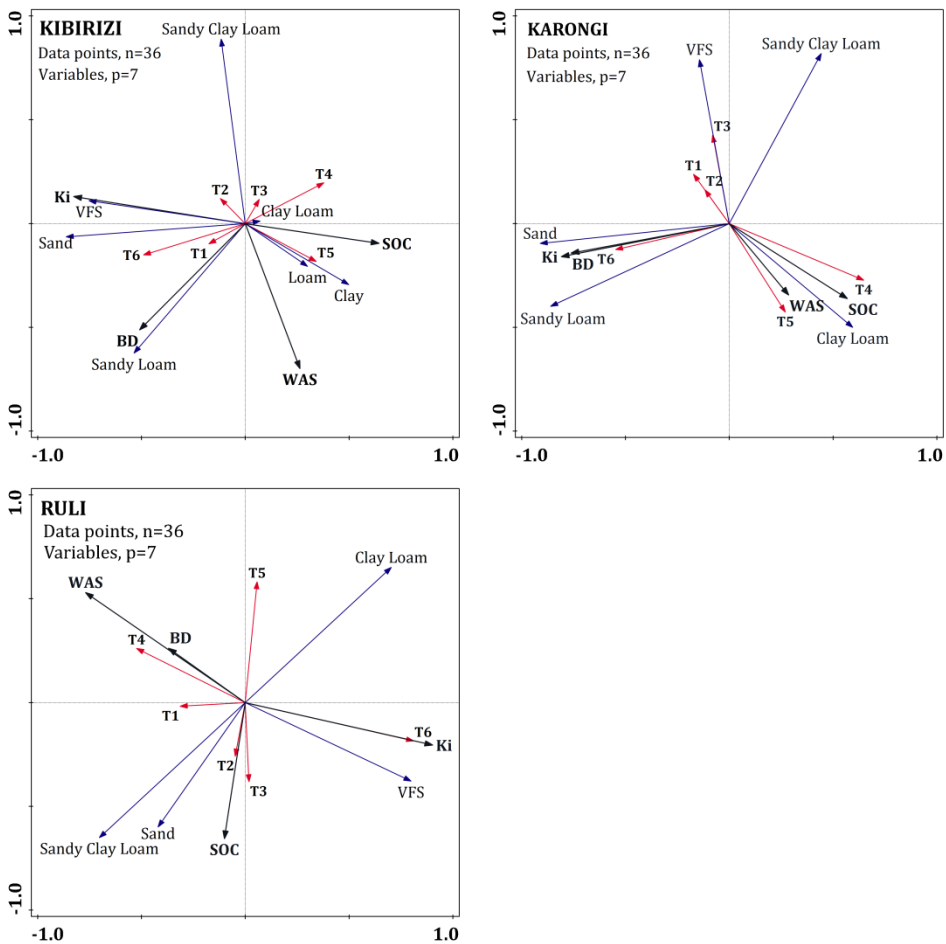 KIBIRIZI
Data points, n=36
Variables, p=7
1.0
-1.0
-1.0
1.0
Sandy Clay Loam
T4
T2
T3
Ki
VFS
Clay Loam
Sand
T6
T1
SOC
T5
Loam
Clay
BD
Sandy Loam
WAS
KARONGI
Data points, n=36
Variables, p=7
1.0
-1.0
-1.0
1.0
VFS
Sandy Clay Loam
T3
T1
T2
Sand
Ki
BD
T6
T4
WAS
SOC
Sandy Loam
T5
Clay Loam
RULI
Data points, n=36
Variables, p=7
1.0
-1.0
-1.0
1.0
Clay Loam
T5
WAS
T4
BD
T1
T6
Ki
T2
T3
VFS
Sand
Sandy Clay Loam
SOC